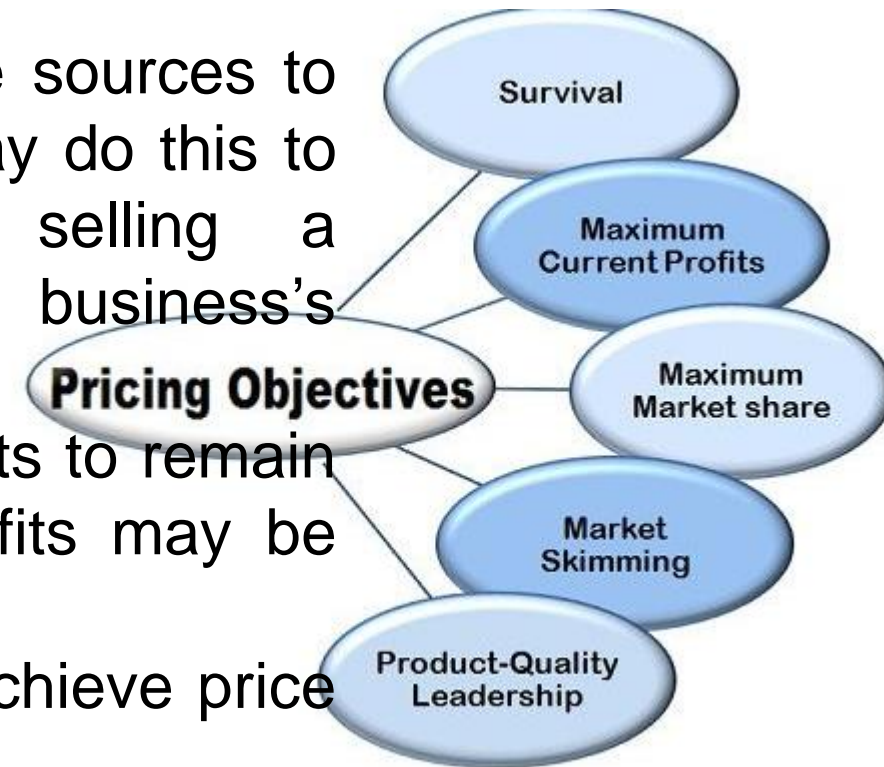 e sources to
ay do this to
selling a
business's
ts to remain
fits may be
chieve price
Pricing Objectives
Survival
Maximum
Current Profits
Maximum
Market share
Market
Skimming
Product-Quality
Leadership